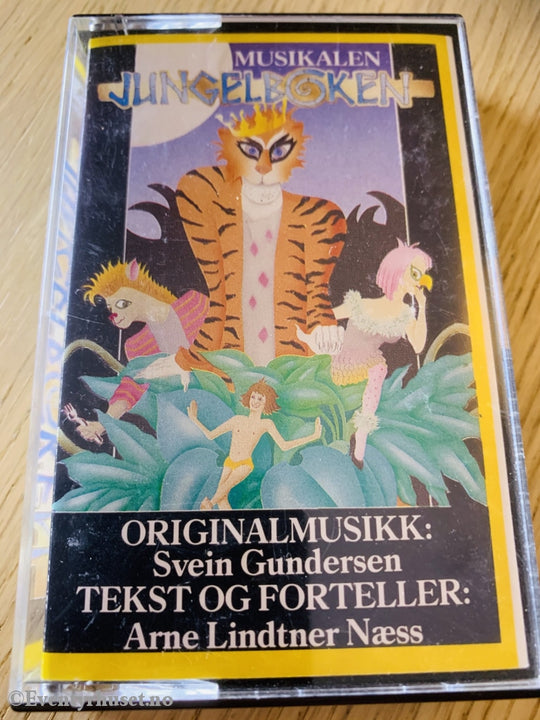 MUSIKALEN
JUNGELBOKEN
ORIGINALMUSIKK:
Svein Gundersen
TEKST OG FORTELLER:
Arne Lindtner Næss
©Eventyrhuset.no